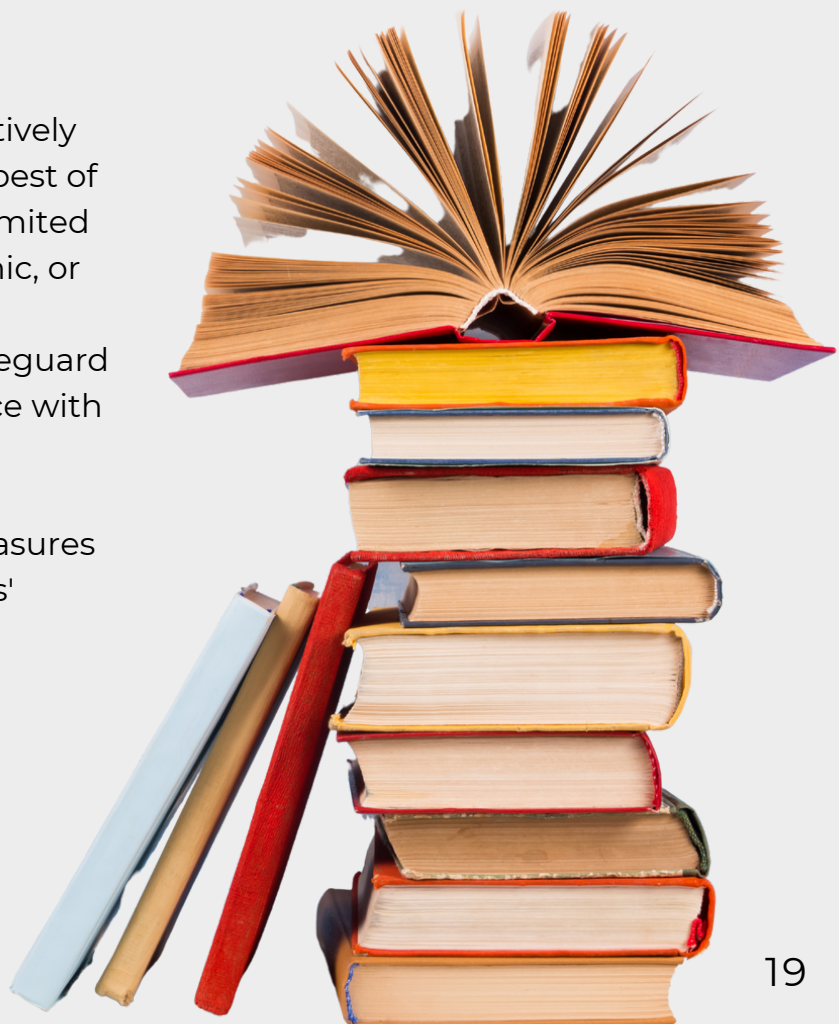 tively
best of
mited
nic, or
eguard
ce with
asures
s'
19